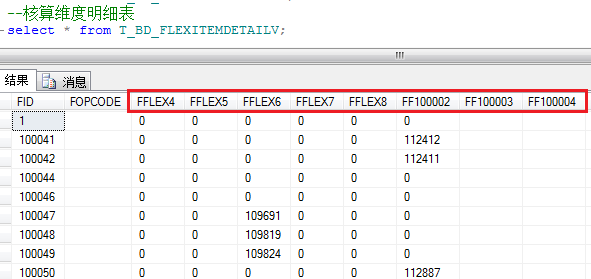 --核算维度明细表
select * from T_BD_FLEXITEMDETAILV;
结果 消息
FID FOPCODE FFLEX4 FFLEX5 FFLEX6 FFLEX7 FFLEX8 FF100002 FF100003 FF100004
1 0 0 0 0 0 0
100041 0 0 0 0 0 112412
100042 0 0 0 0 0 112411
100044 0 0 0 0 0 0
100046 0 0 0 0 0 0
100047 0 0 109691 0 0 0
100048 0 0 109819 0 0 0
100049 0 0 109824 0 0 0
100050 0 0 0 0 0 112887